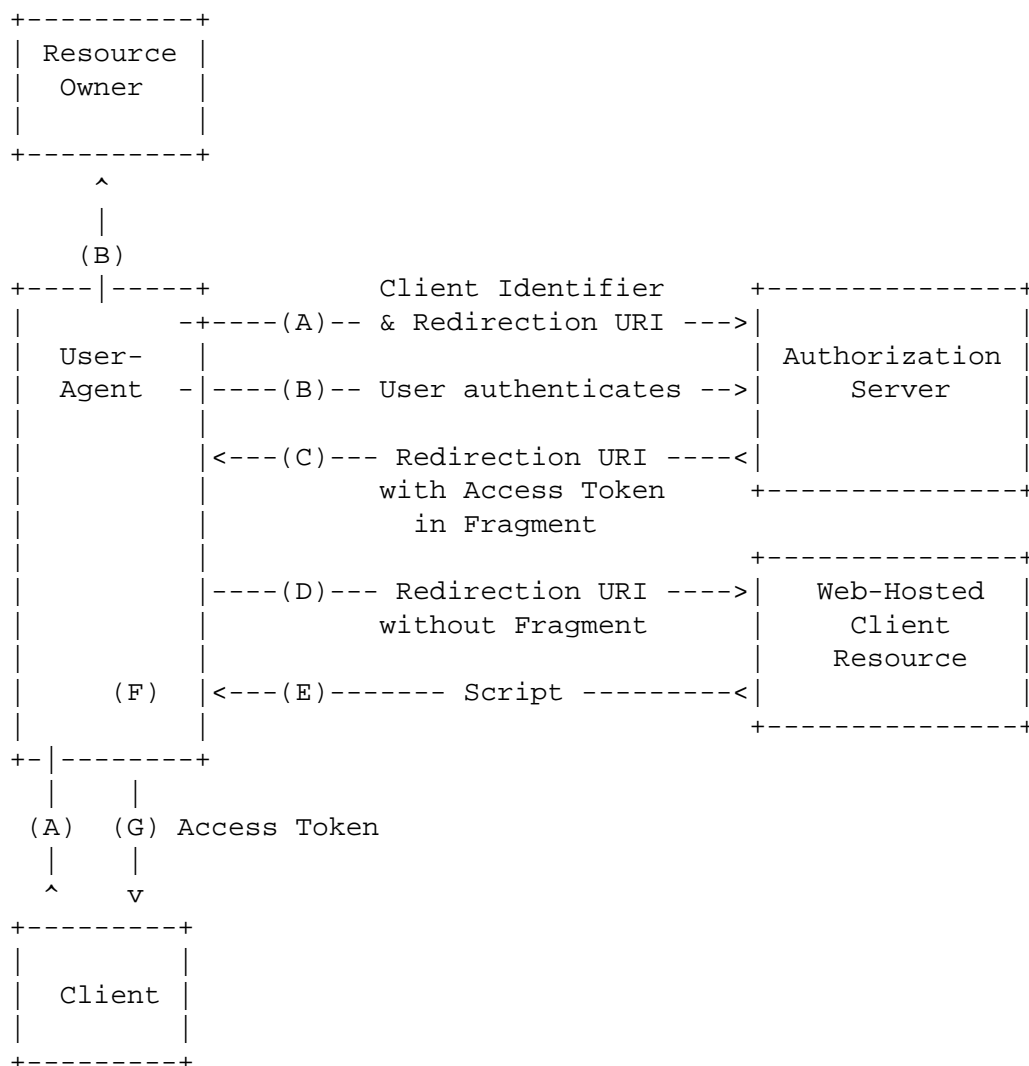 +----------+
| Resource |
|  Owner   |
|          |
+----------+
     ^
     |
    (B)
+----|-----+          Client Identifier     +---------------+
|         -+----(A)-- & Redirection URI --->|               |
|  User-   |                                | Authorization |
|  Agent  -|----(B)-- User authenticates -->|     Server    |
|          |                                |               |
|          |<---(C)--- Redirection URI ----<|               |
|          |          with Access Token     +---------------+
|          |            in Fragment
|          |                                +---------------+
|          |----(D)--- Redirection URI ---->|   Web-Hosted  |
|          |          without Fragment      |     Client    |
|          |                                |    Resource   |
|     (F)  |<---(E)------- Script ---------<|               |
|          |                                +---------------+
+-|--------+
  |    |
 (A)  (G) Access Token
  |    |
  ^    v
+---------+
|         |
|  Client |
|         |
+---------+